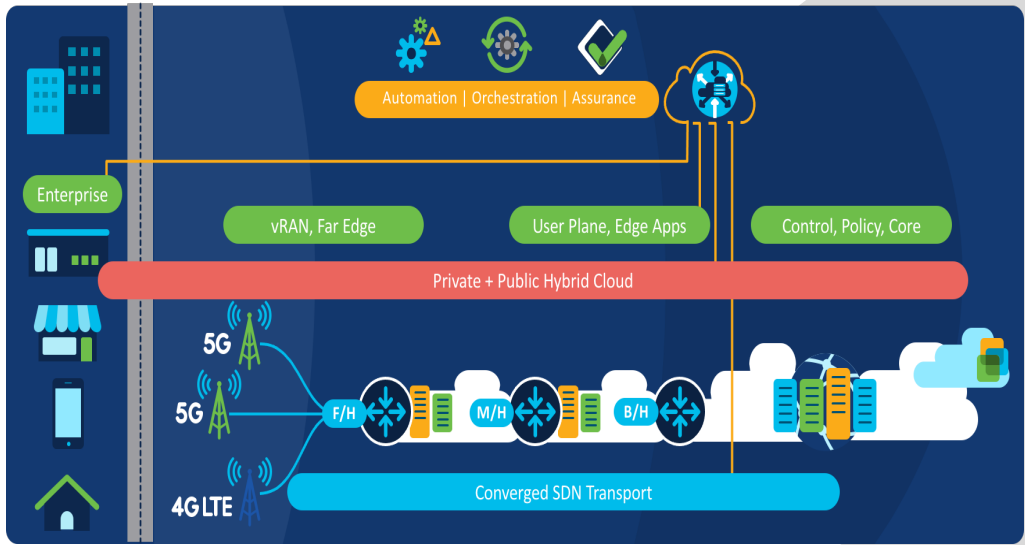 Automation | Orchestration | Assurance
Enterprise
vRAN, Far Edge
User Plane, Edge Apps
Control, Policy, Core
Private + Public Hybrid Cloud
5G
5G
F/H
M/H
B/H
4G LTE
Converged SDN Transport